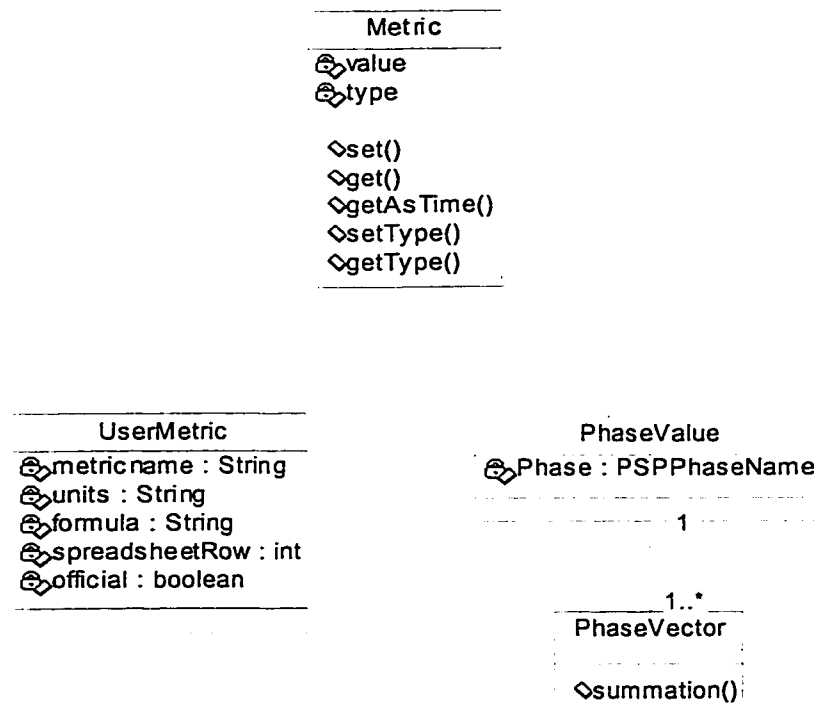 Metric
value
type
set()
get()
getAsTime()
setType()
getType()
UserMetric
metricname : String
units : String
formula : String
spreadsheetRow : int
official : boolean
PhaseValue
Phase : PSPPhaseName
1
1..*
PhaseVector
summation()